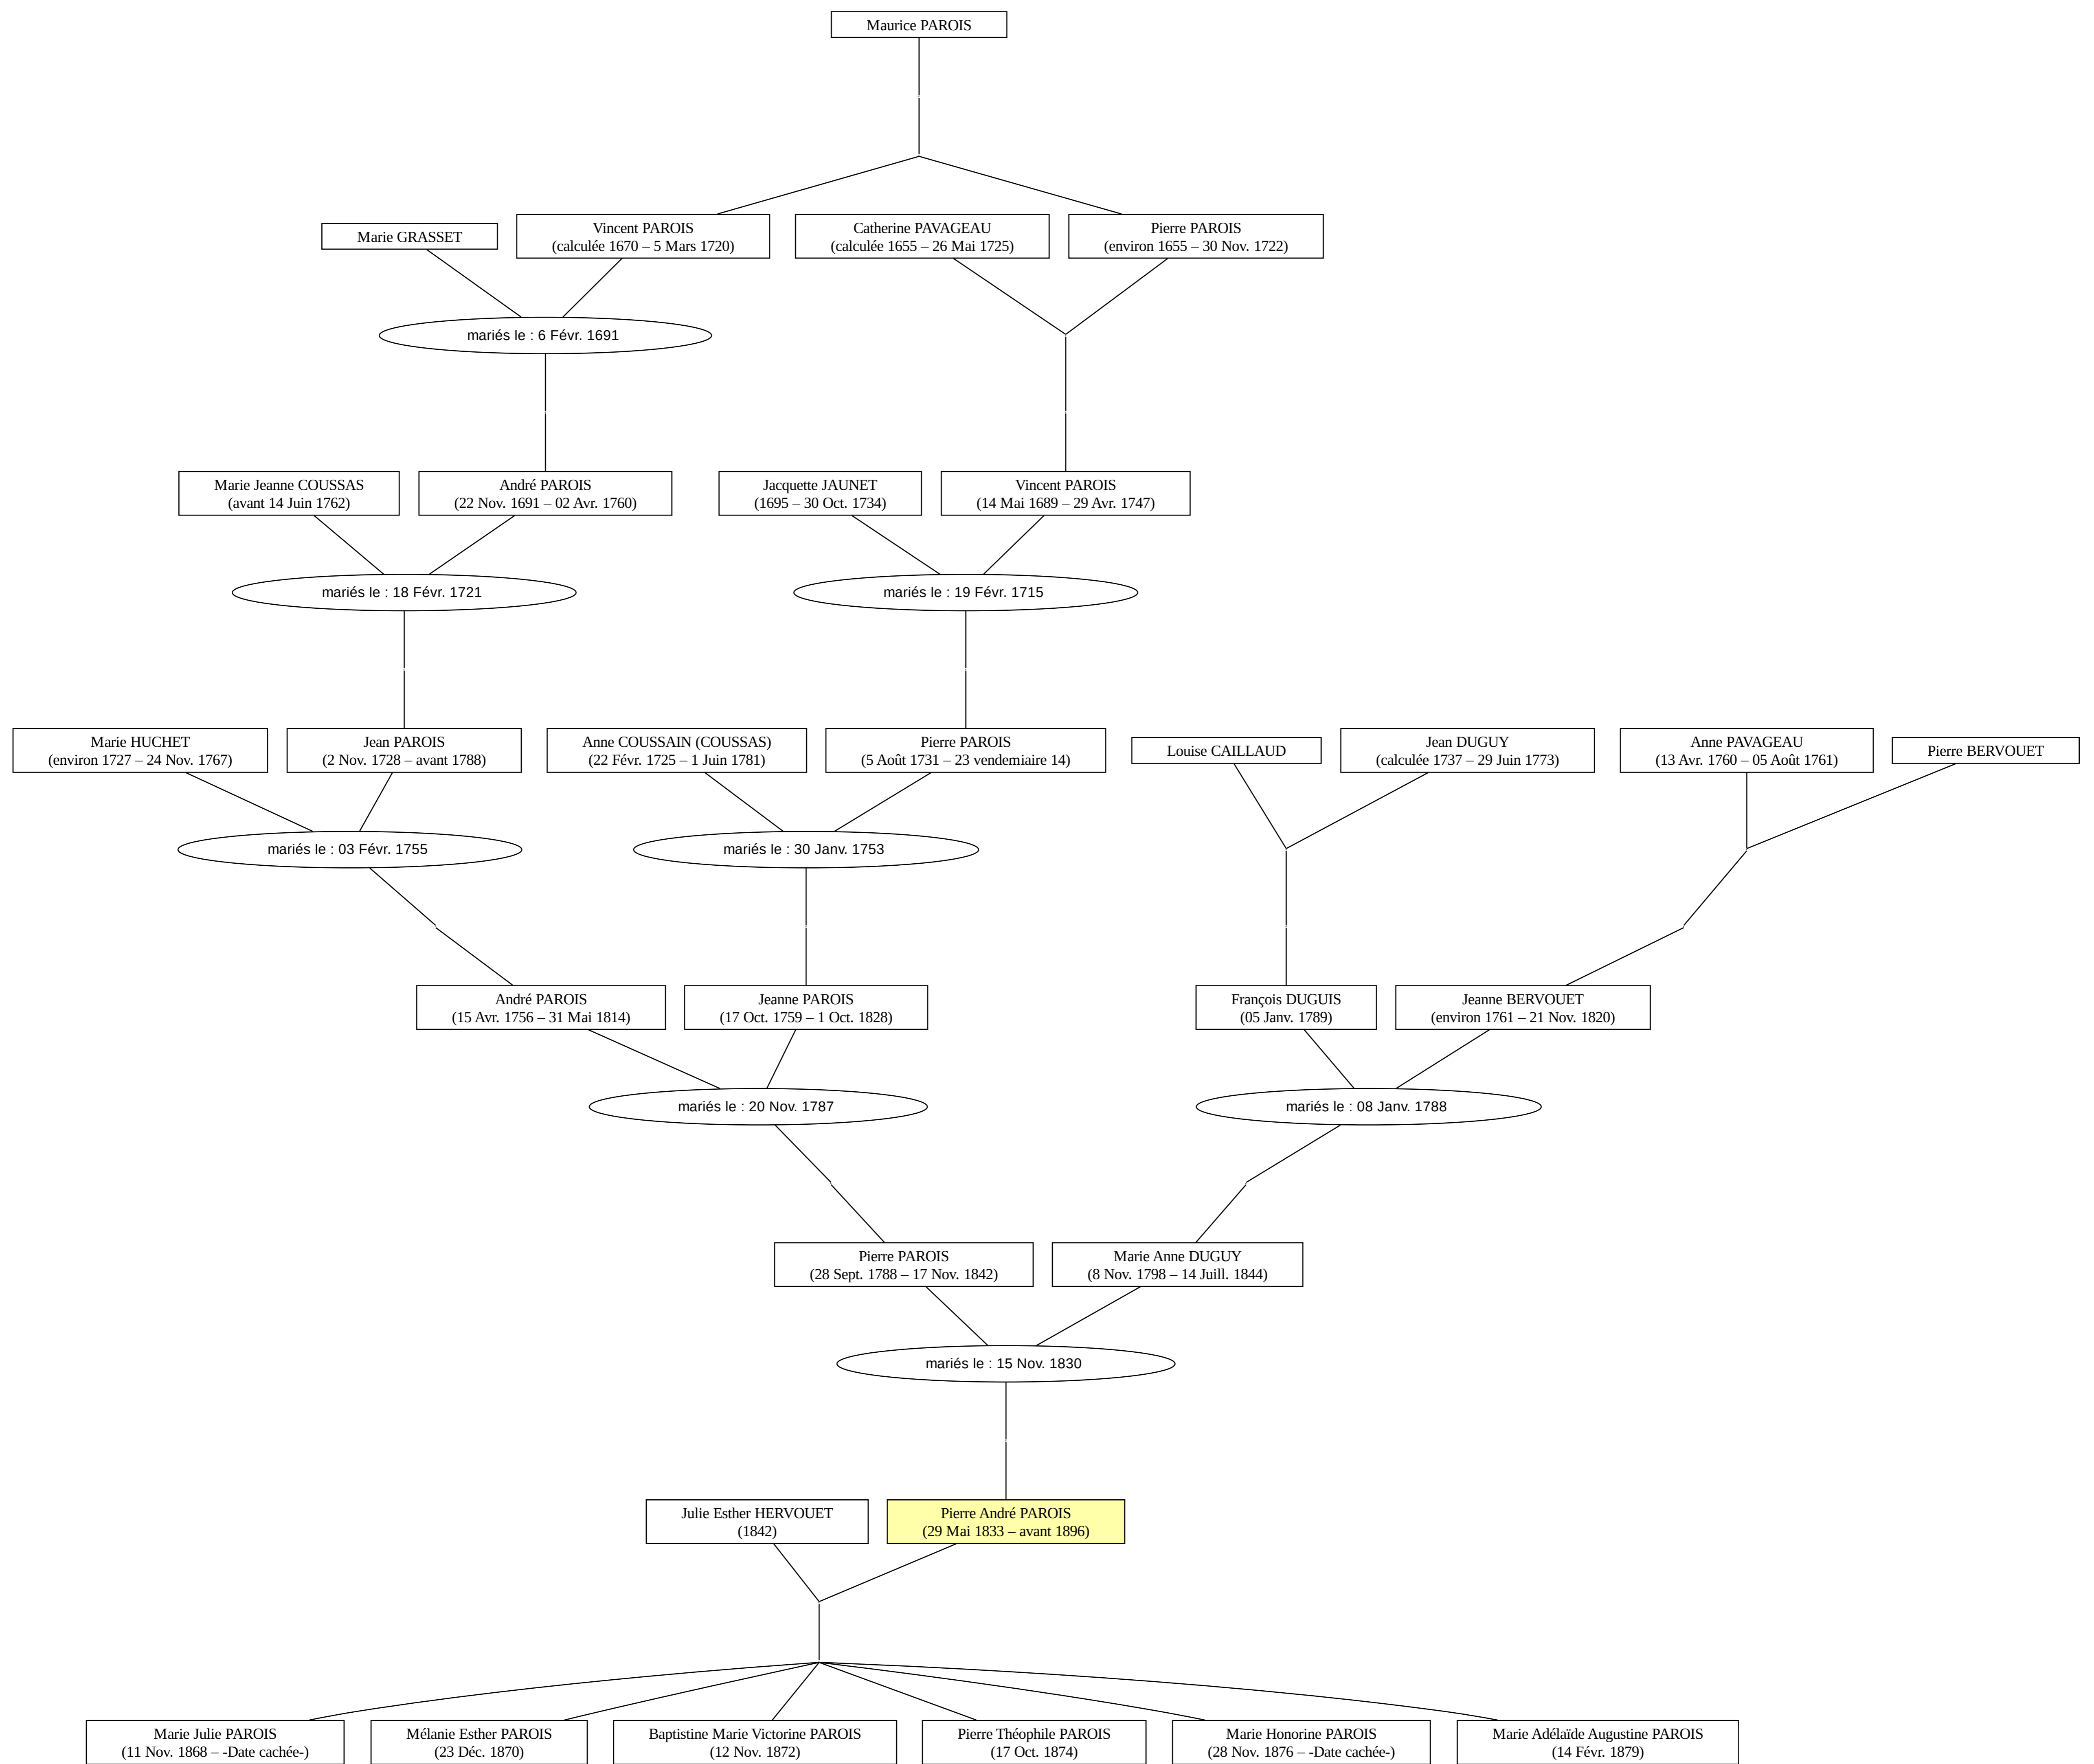 Maurice PAROIS
Marie GRASSET
Vincent PAROIS
(calculée 1670 – 5 Mars 1720)
Catherine PAVAGEAU
(calculée 1655 – 26 Mai 1725)
Pierre PAROIS
(environ 1655 – 30 Nov. 1722)
mariés le : 6 Févr. 1691
Marie Jeanne COUSSAS
(avant 14 Juin 1762)
André PAROIS
(22 Nov. 1691 – 02 Avr. 1760)
Jacquette JAUNET
(1695 – 30 Oct. 1734)
Vincent PAROIS
(14 Mai 1689 – 29 Avr. 1747)
mariés le : 18 Févr. 1721
mariés le : 19 Févr. 1715
Marie HUCHET
(environ 1727 – 24 Nov. 1767)
Jean PAROIS
(2 Nov. 1728 – avant 1788)
Anne COUSSAIN (COUSSAS)
(22 Févr. 1725 – 1 Juin 1781)
Pierre PAROIS
(5 Août 1731 – 23 vendemiaire 14)
Louise CAILLAUD
Jean DUGUY
(calculée 1737 – 29 Juin 1773)
Anne PAVAGEAU
(13 Avr. 1760 – 05 Août 1761)
Pierre BERVOUET
mariés le : 03 Févr. 1755
mariés le : 30 Janv. 1753
André PAROIS
(15 Avr. 1756 – 31 Mai 1814)
Jeanne PAROIS
(17 Oct. 1759 – 1 Oct. 1828)
François DUGUIS
(05 Janv. 1789)
Jeanne BERVOUET
(environ 1761 – 21 Nov. 1820)
mariés le : 20 Nov. 1787
mariés le : 08 Janv. 1788
Pierre PAROIS
(28 Sept. 1788 – 17 Nov. 1842)
Marie Anne DUGUY
(8 Nov. 1798 – 14 Juill. 1844)
mariés le : 15 Nov. 1830
Julie Esther HERVOUET
(1842)
Pierre André PAROIS
(29 Mai 1833 – avant 1896)
Marie Julie PAROIS
(11 Nov. 1868 – -Date cachée-)
Mélanie Esther PAROIS
(23 Déc. 1870)
Baptistine Marie Victorine PAROIS
(12 Nov. 1872)
Pierre Théophile PAROIS
(17 Oct. 1874)
Marie Honorine PAROIS
(28 Nov. 1876 – -Date cachée-)
Marie Adélaïde Augustine PAROIS
(14 Févr. 1879)